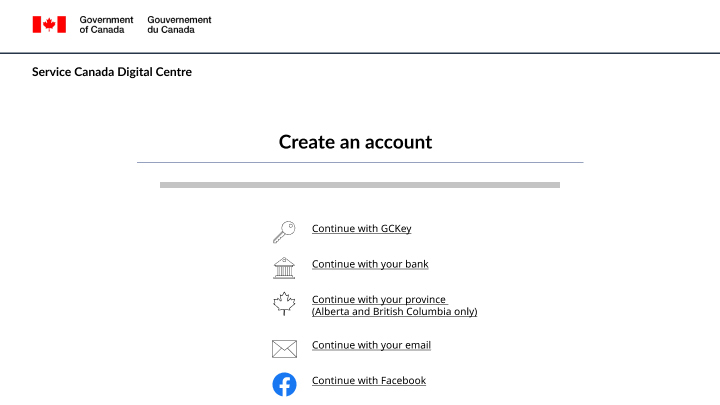 Government Gouvernement
of Canada du Canada
Service Canada Digital Centre
Create an account
Continue with GCKey
Continue with your bank
Continue with your province
(Alberta and British Columbia only)
Continue with your email
Continue with Facebook